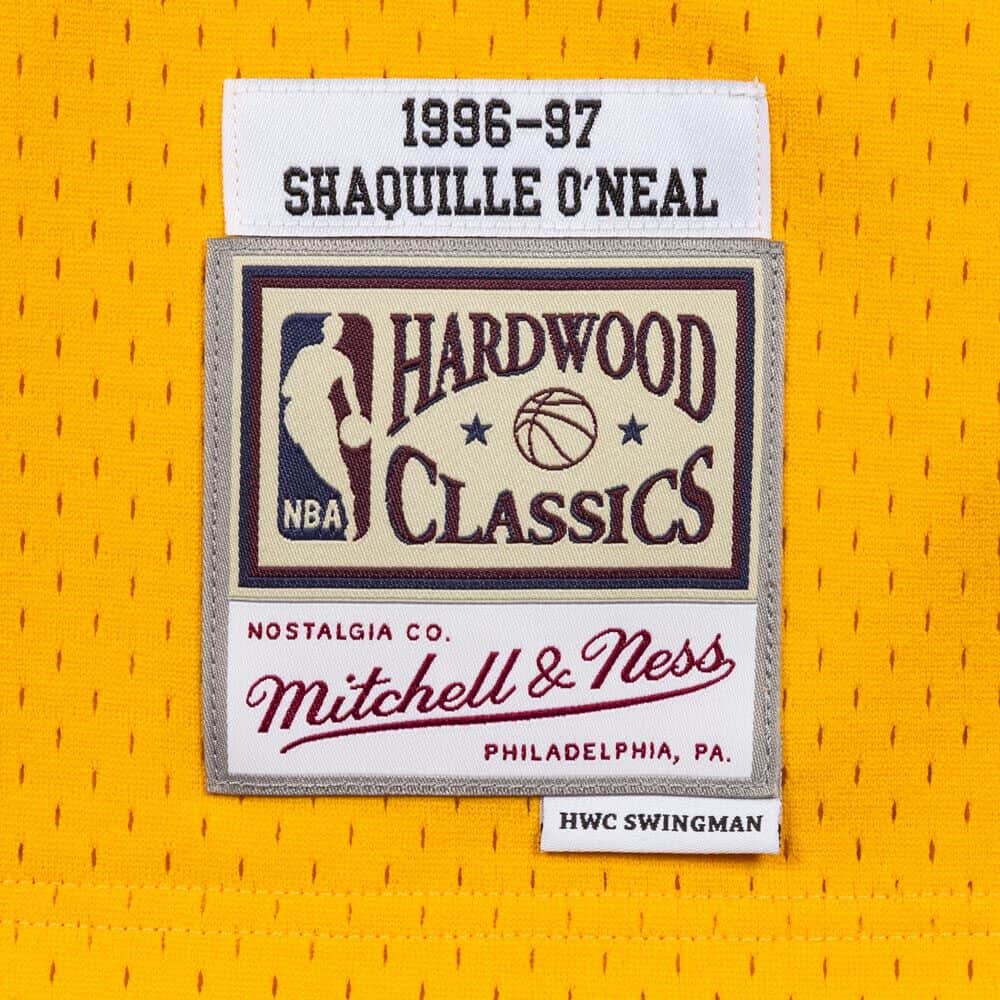 1996-97
SHAQUILLE O'NEAL
HARDWOOD
CLASSICS
NBA
NOSTALGIA CO.
Mitchell & Ness
PHILADELPHIA, PA.
HWC SWINGMAN